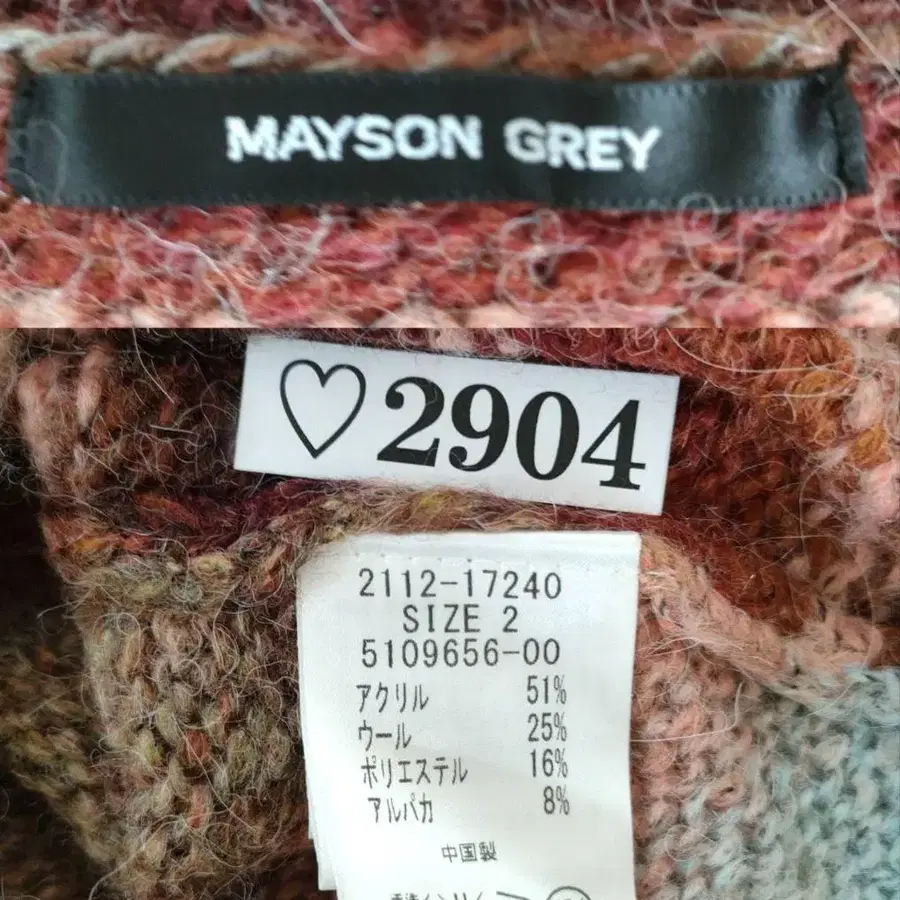 MAYSON GREY
♡2904
2112-17240
SIZE 2
5109656-00
アクリル 51%
ウール 25%
ポリエステル 16%
アルパカ 8%
中国製